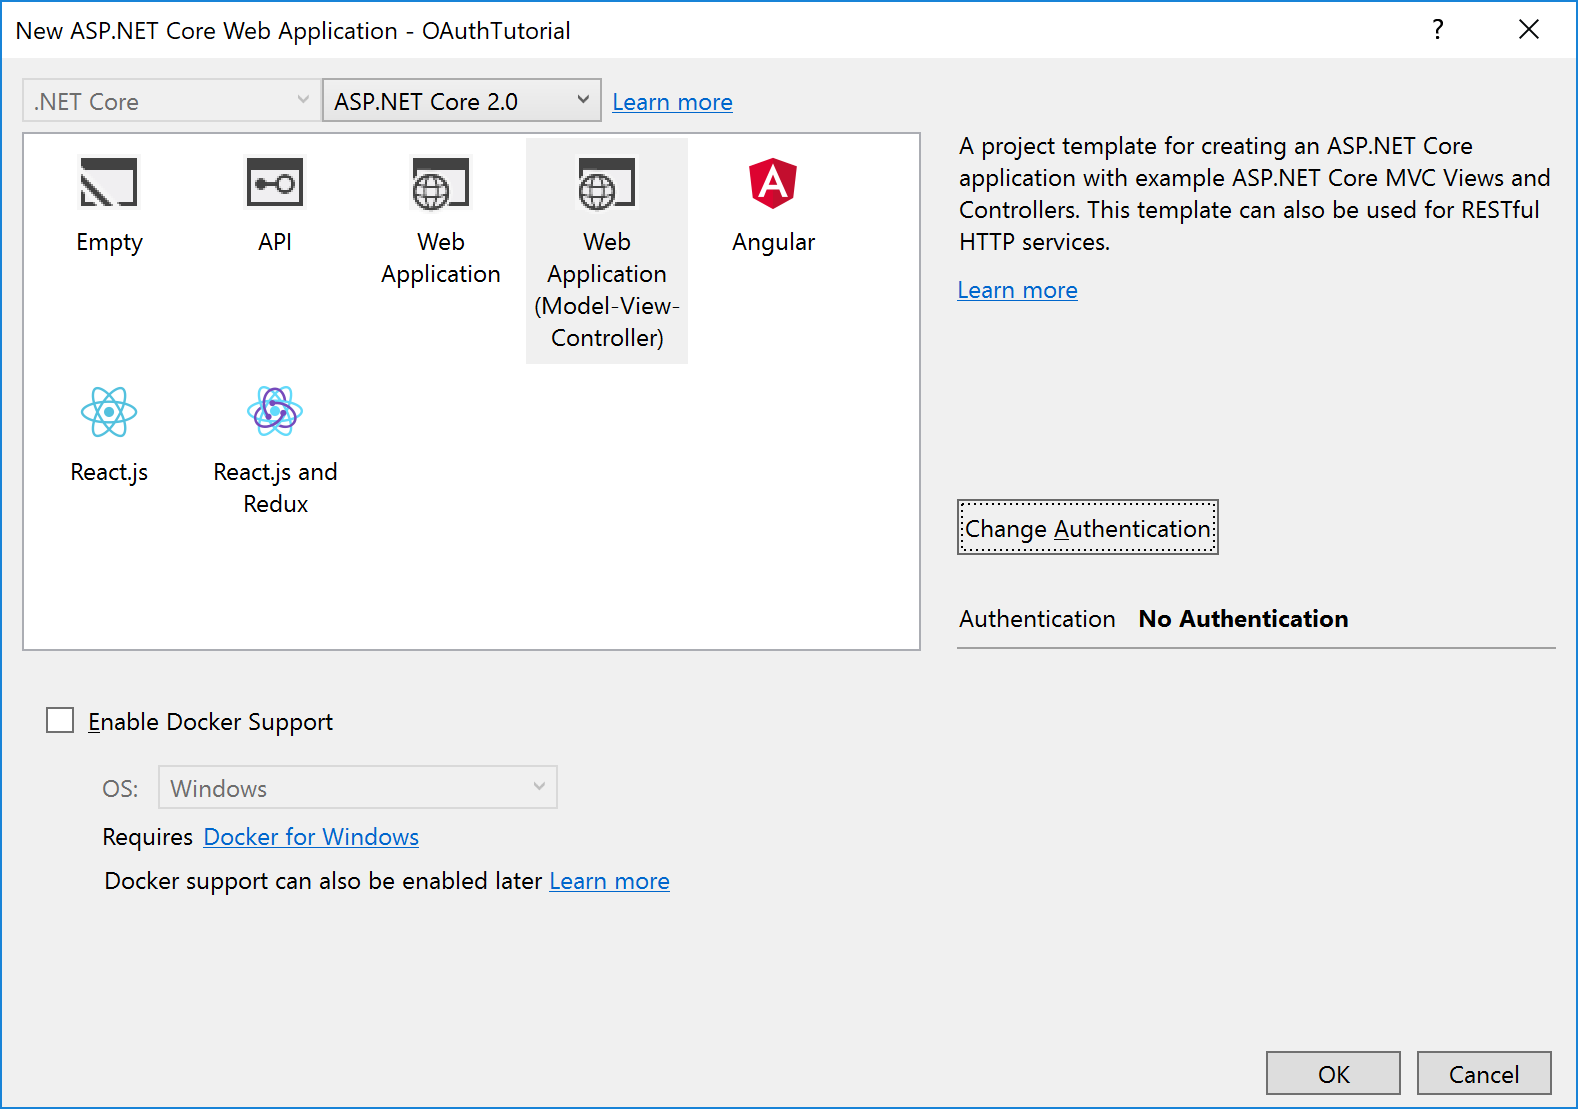 New ASP.NET Core Web Application - OAuthTutorial
?
.NET Core
ASP.NET Core 2.0
Learn more
Empty
API
Web
Application
Web
Application
(Model-View-
Controller)
Angular
React.js
React.js and
Redux
A project template for creating an ASP.NET Core
application with example ASP.NET Core MVC Views and
Controllers. This template can also be used for RESTful
HTTP services.
Learn more
Change Authentication
Authentication No Authentication
Enable Docker Support
OS: Windows
Requires Docker for Windows
Docker support can also be enabled later Learn more
OK
Cancel